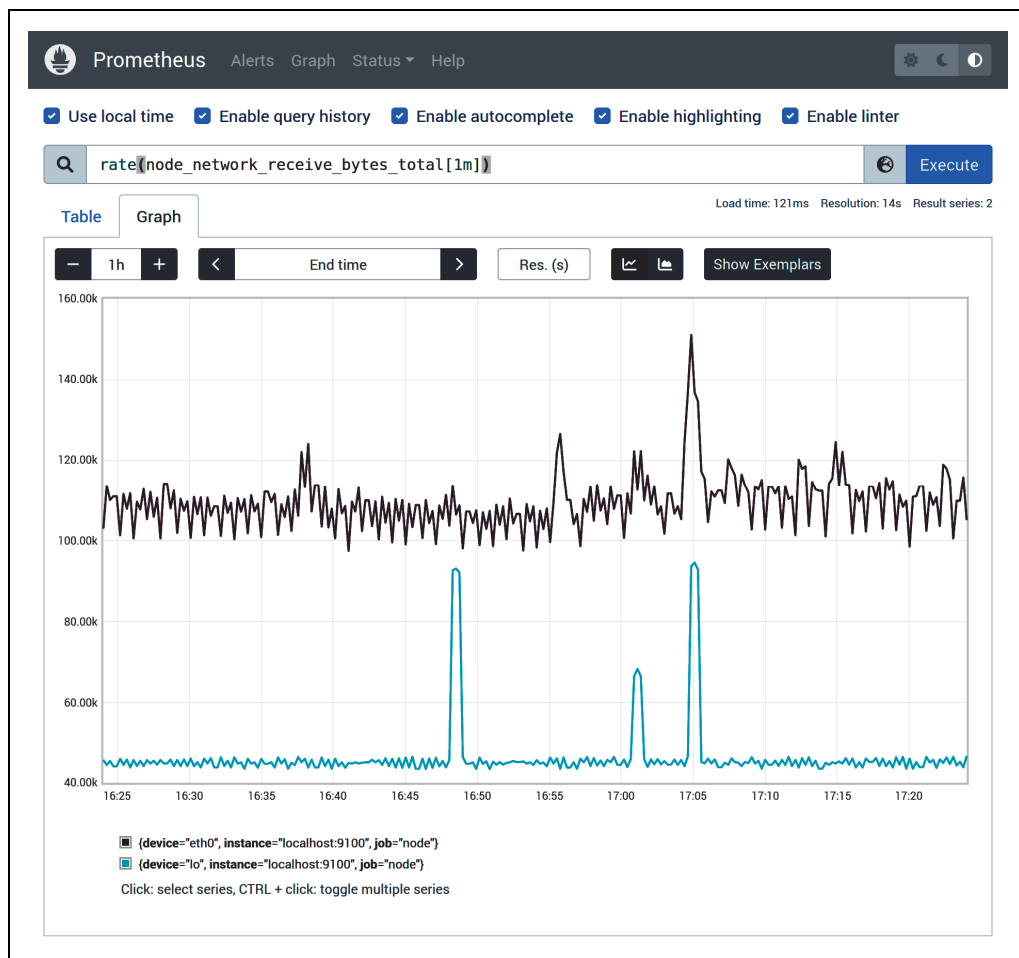 Prometheus Alerts Graph Status Help
Use local time Enable query history Enable autocomplete Enable highlighting Enable linter
rate(node_network_receive_bytes_total[1m]) Execute
Load time: 121ms Resolution: 14s Result series: 2
Table Graph
− 1h + End time Res. (s) Show Exemplars
160.00k
140.00k
120.00k
100.00k
80.00k
60.00k
40.00k
16:25 16:30 16:35 16:40 16:45 16:50 16:55 17:00 17:05 17:10 17:15 17:20
{device="eth0", instance="localhost:9100", job="node"}
{device="lo", instance="localhost:9100", job="node"}
Click: select series, CTRL + click: toggle multiple series